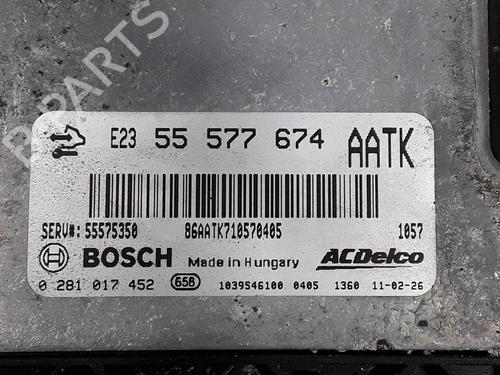 B-PARTS
E23 55 577 674 AATK
SERV#: 55575350 86AATK710570405 1057
BOSCH Made in Hungary ACDelco
0 281 017 452 658 1039S46100 0405 1360 11-02-26